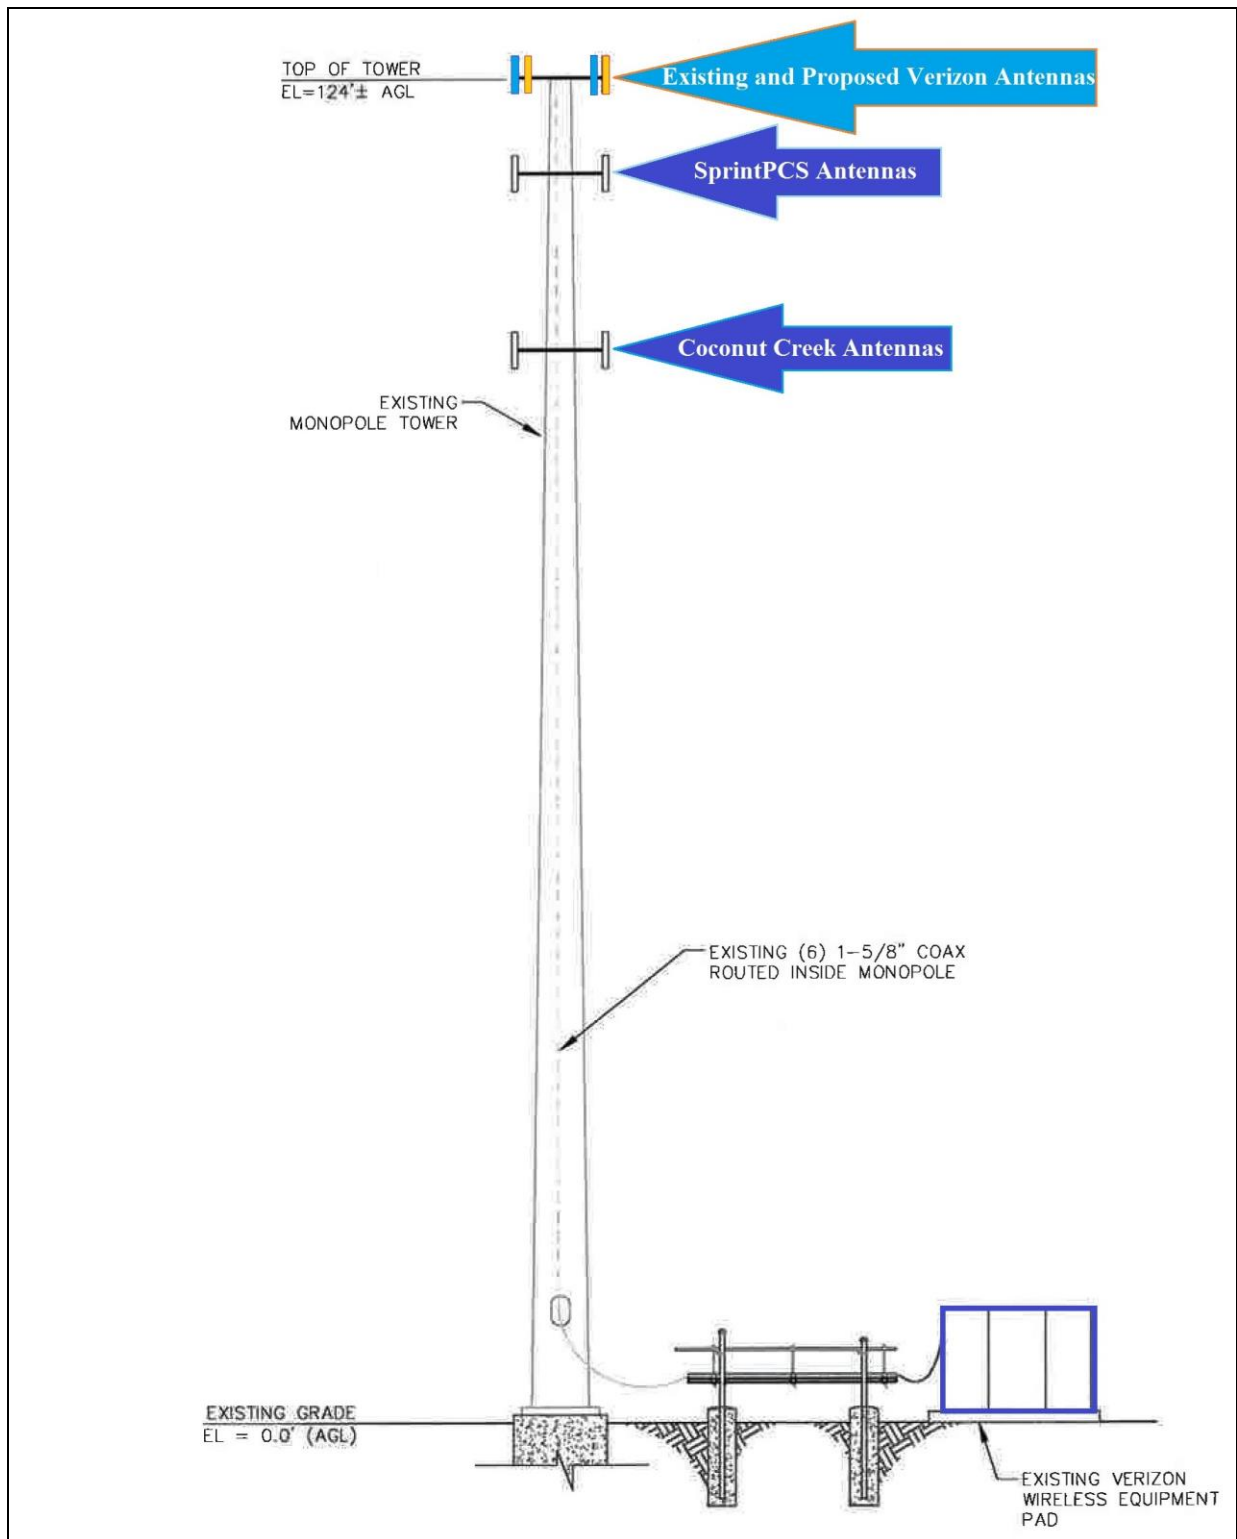 TOP OF TOWER
EL=124'± AGL
Existing and Proposed Verizon Antennas
SprintPCS Antennas
Coconut Creek Antennas
EXISTING
MONOPOLE TOWER
EXISTING (6) 1-5/8" COAX
ROUTED INSIDE MONOPOLE
EXISTING GRADE
EL = 0.0' (AGL)
EXISTING VERIZON
WIRELESS EQUIPMENT
PAD